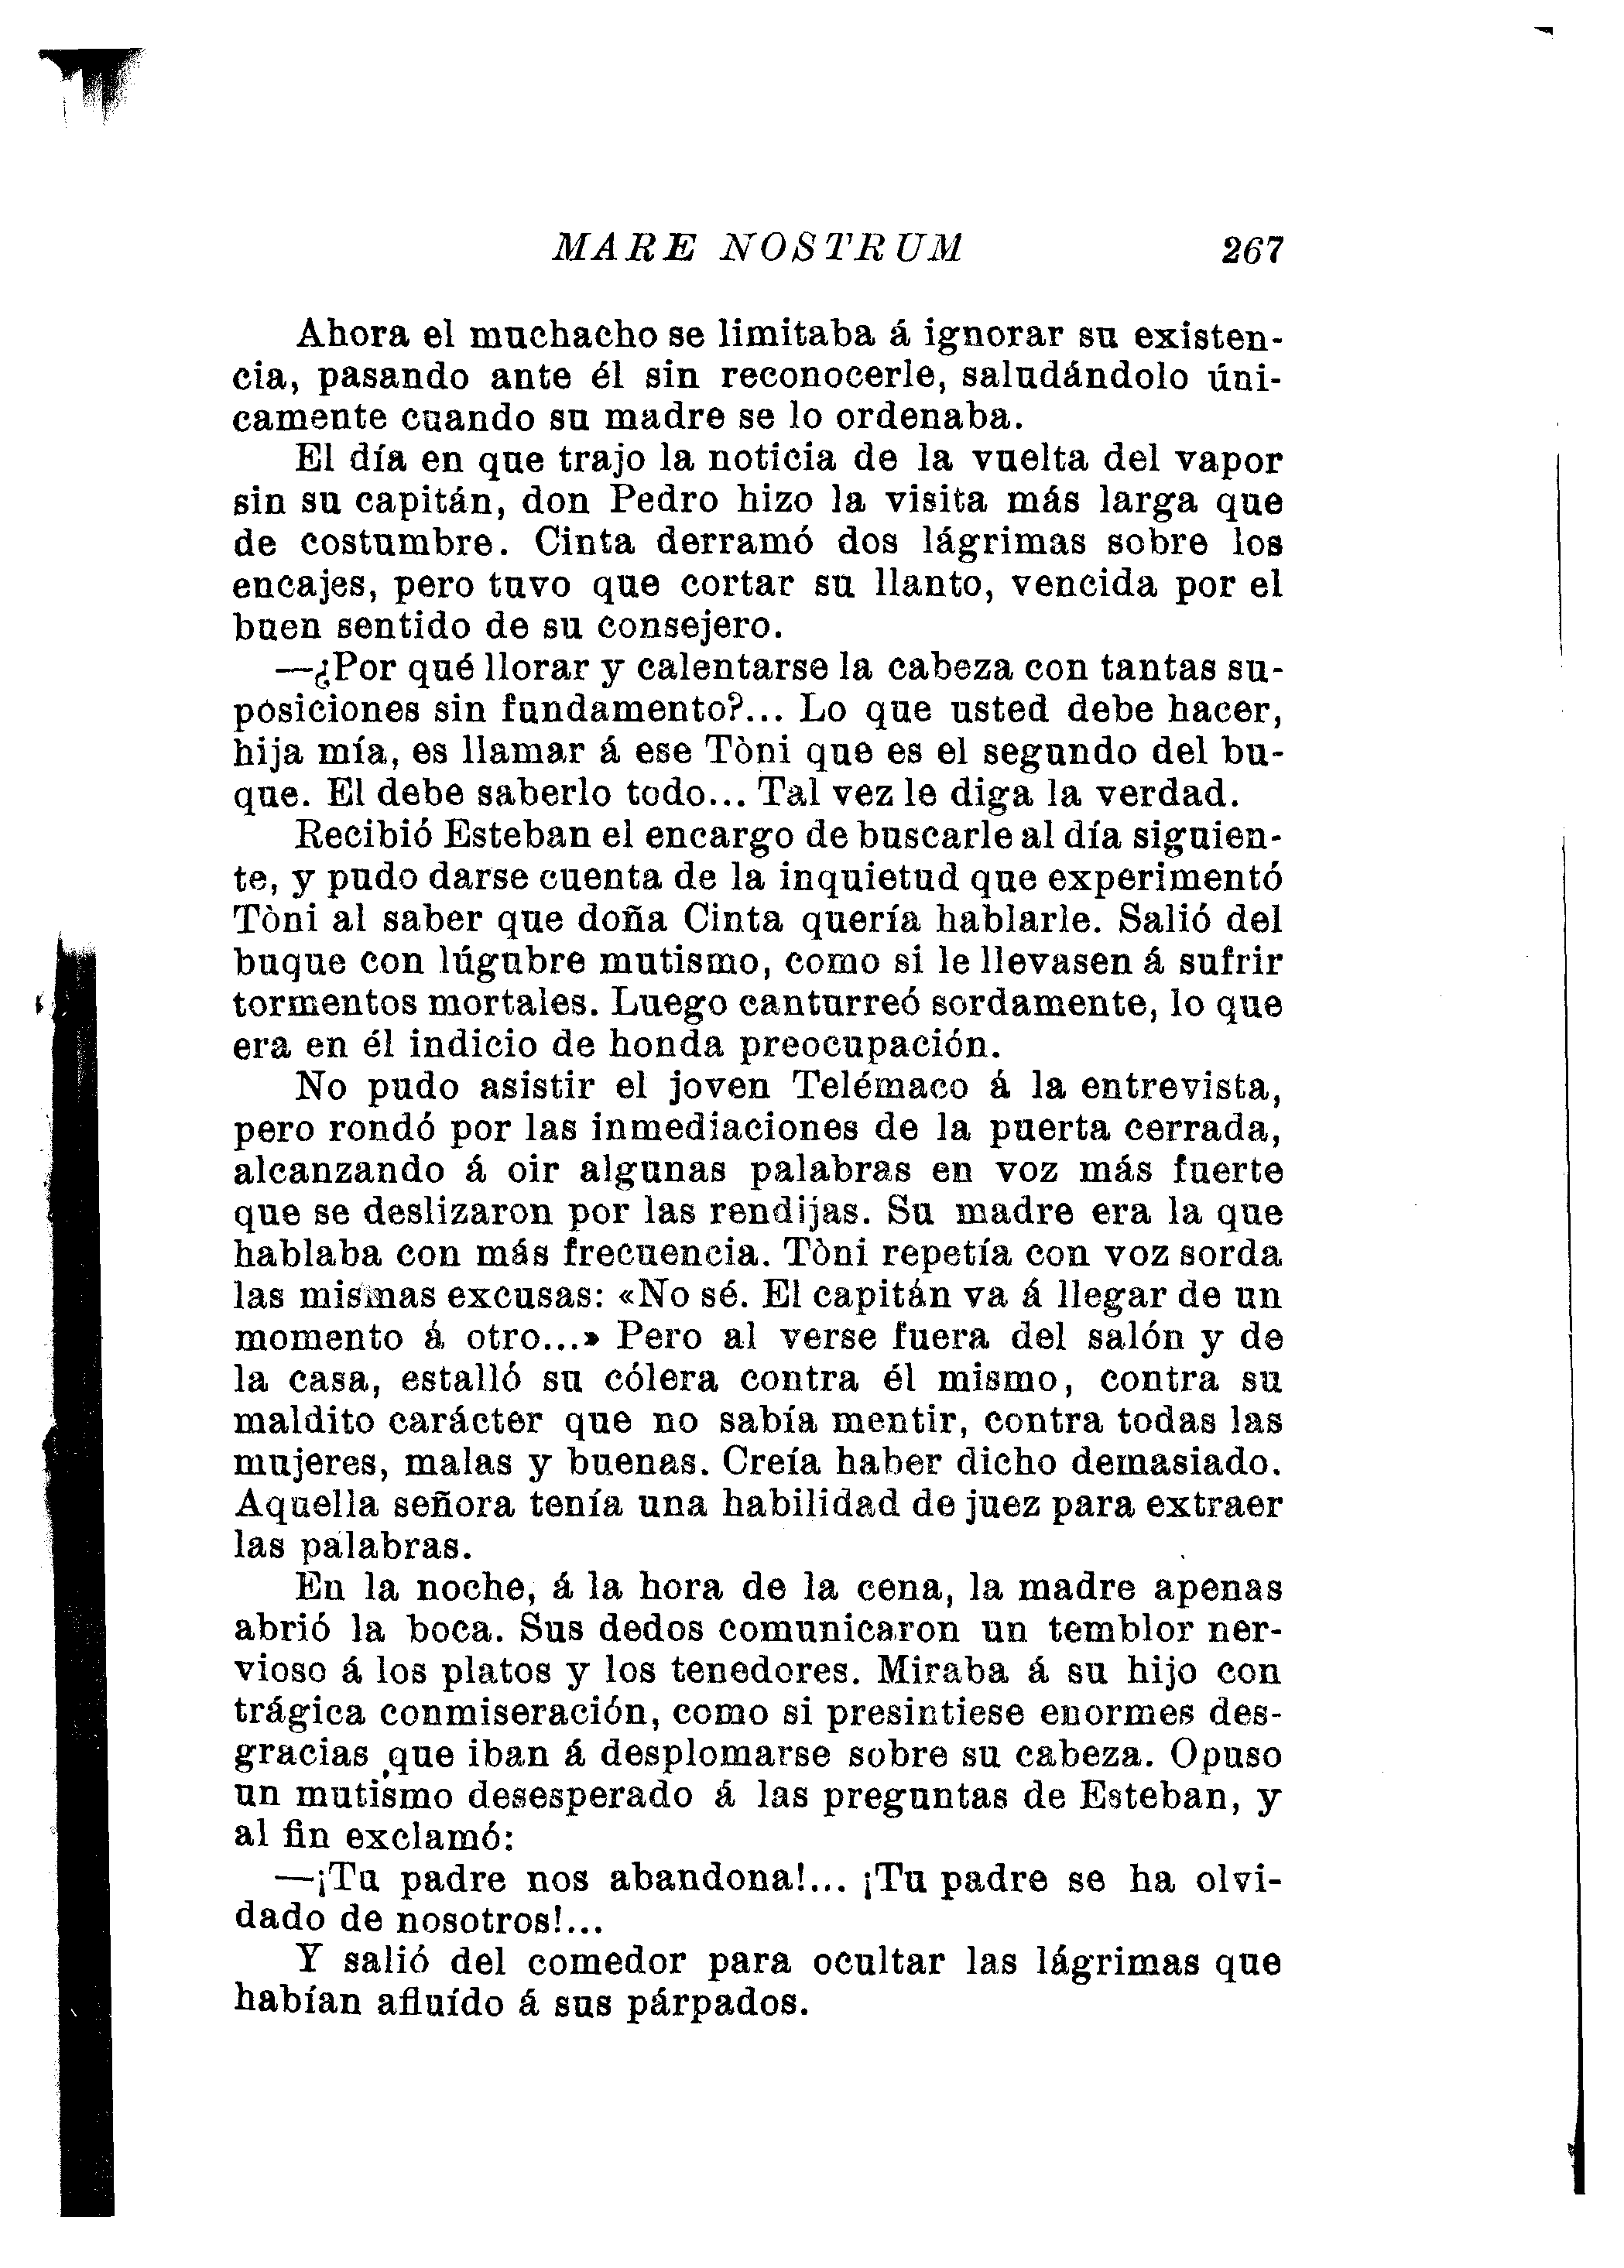 MARE NOSTRUM 267
Ahora el muchacho se limitaba á ignorar su existen-
cia, pasando ante él sin reconocerle, saludándolo úni-
camente cuando su madre se lo ordenaba.
El día en que trajo la noticia de la vuelta del vapor
sin su capitán, don Pedro hizo la visita más larga que
de costumbre. Cinta derramó dos lágrimas sobre los
encajes, pero tuvo que cortar su llanto, vencida por el
buen sentido de su consejero.
—¿Por qué llorar y calentarse la cabeza con tantas su-
posiciones sin fundamento?... Lo que usted debe hacer,
hija mía, es llamar á ese Tòni que es el segundo del bu-
que. El debe saberlo todo... Tal vez le diga la verdad.
Recibió Esteban el encargo de buscarle al día siguien-
te, y pudo darse cuenta de la inquietud que experimentó
Tòni al saber que doña Cinta quería hablarle. Salió del
buque con lúgubre mutismo, como si le llevasen á sufrir
tormentos mortales. Luego canturreó sordamente, lo que
era en él indicio de honda preocupación.
No pudo asistir el joven Telémaco á la entrevista,
pero rondó por las inmediaciones de la puerta cerrada,
alcanzando á oir algunas palabras en voz más fuerte
que se deslizaron por las rendijas. Su madre era la que
hablaba con más frecuencia. Tòni repetía con voz sorda
las mismas excusas: «No sé. El capitán va á llegar de un
momento á otro...» Pero al verse fuera del salón y de
la casa, estalló su cólera contra él mismo, contra su
maldito carácter que no sabía mentir, contra todas las
mujeres, malas y buenas. Creía haber dicho demasiado.
Aquella señora tenía una habilidad de juez para extraer
las palabras.
En la noche, á la hora de la cena, la madre apenas
abrió la boca. Sus dedos comunicaron un temblor ner-
vioso á los platos y los tenedores. Miraba á su hijo con
trágica conmiseración, como si presintiese enormes des-
gracias que iban á desplomarse sobre su cabeza. Opuso
un mutismo desesperado á las preguntas de Esteban, y
al fin exclamó:
—¡Tu padre nos abandona!... ¡Tu padre se ha olvi-
dado de nosotros!...
Y salió del comedor para ocultar las lágrimas que
habían afluído á sus párpados.